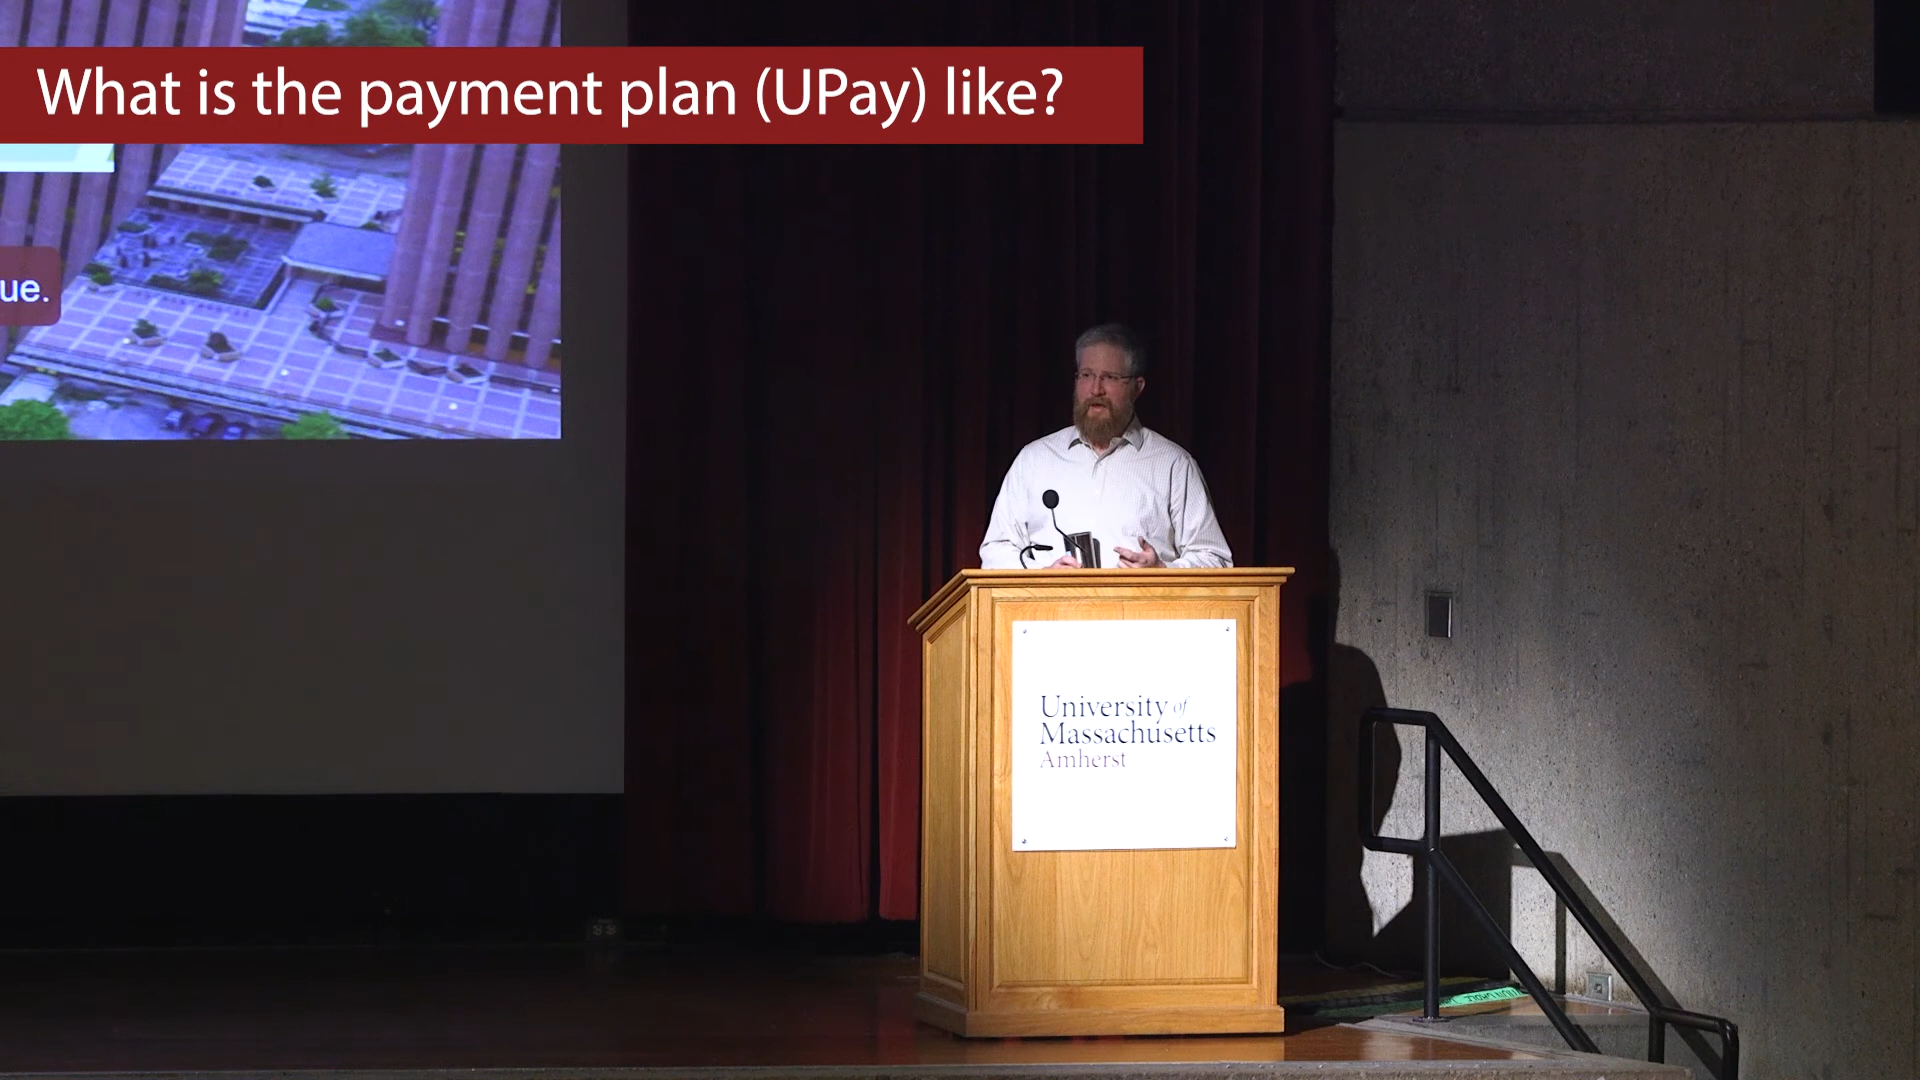 What is the payment plan (UPay) like?
ue.
University of
Massachusetts
Amherst